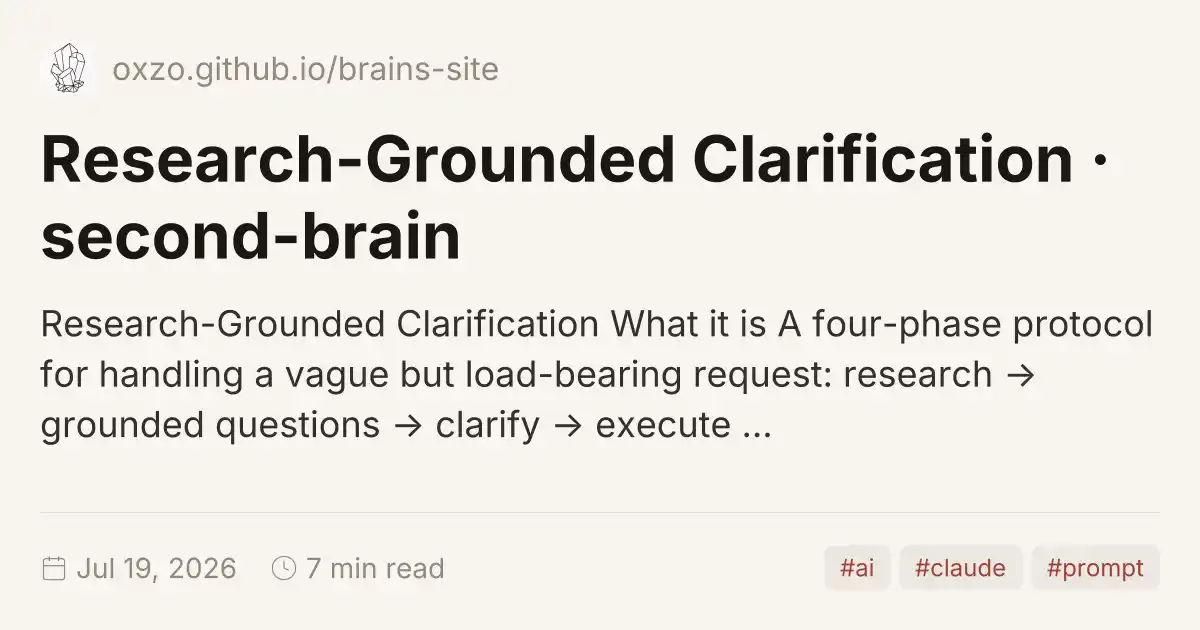 oxzo.github.io/brains-site
Research-Grounded Clarification ·
second-brain
Research-Grounded Clarification What it is A four-phase protocol
for handling a vague but load-bearing request: research →
grounded questions → clarify → execute ...
Jul 19, 2026 7 min read #ai #claude #prompt